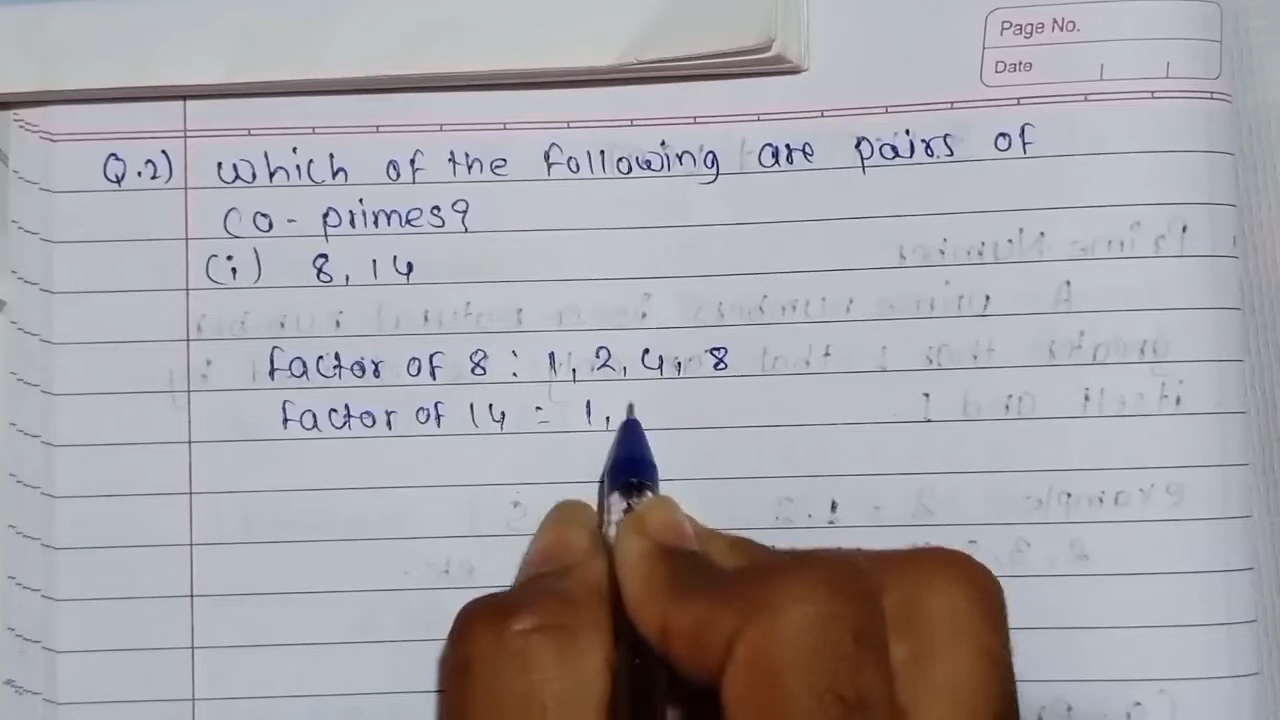 Page No.
Date
Q.2) Which of the following are pairs of
co-primes?
(i) 8, 14
factor of 8 : 1, 2, 4, 8
factor of 14 = 1,